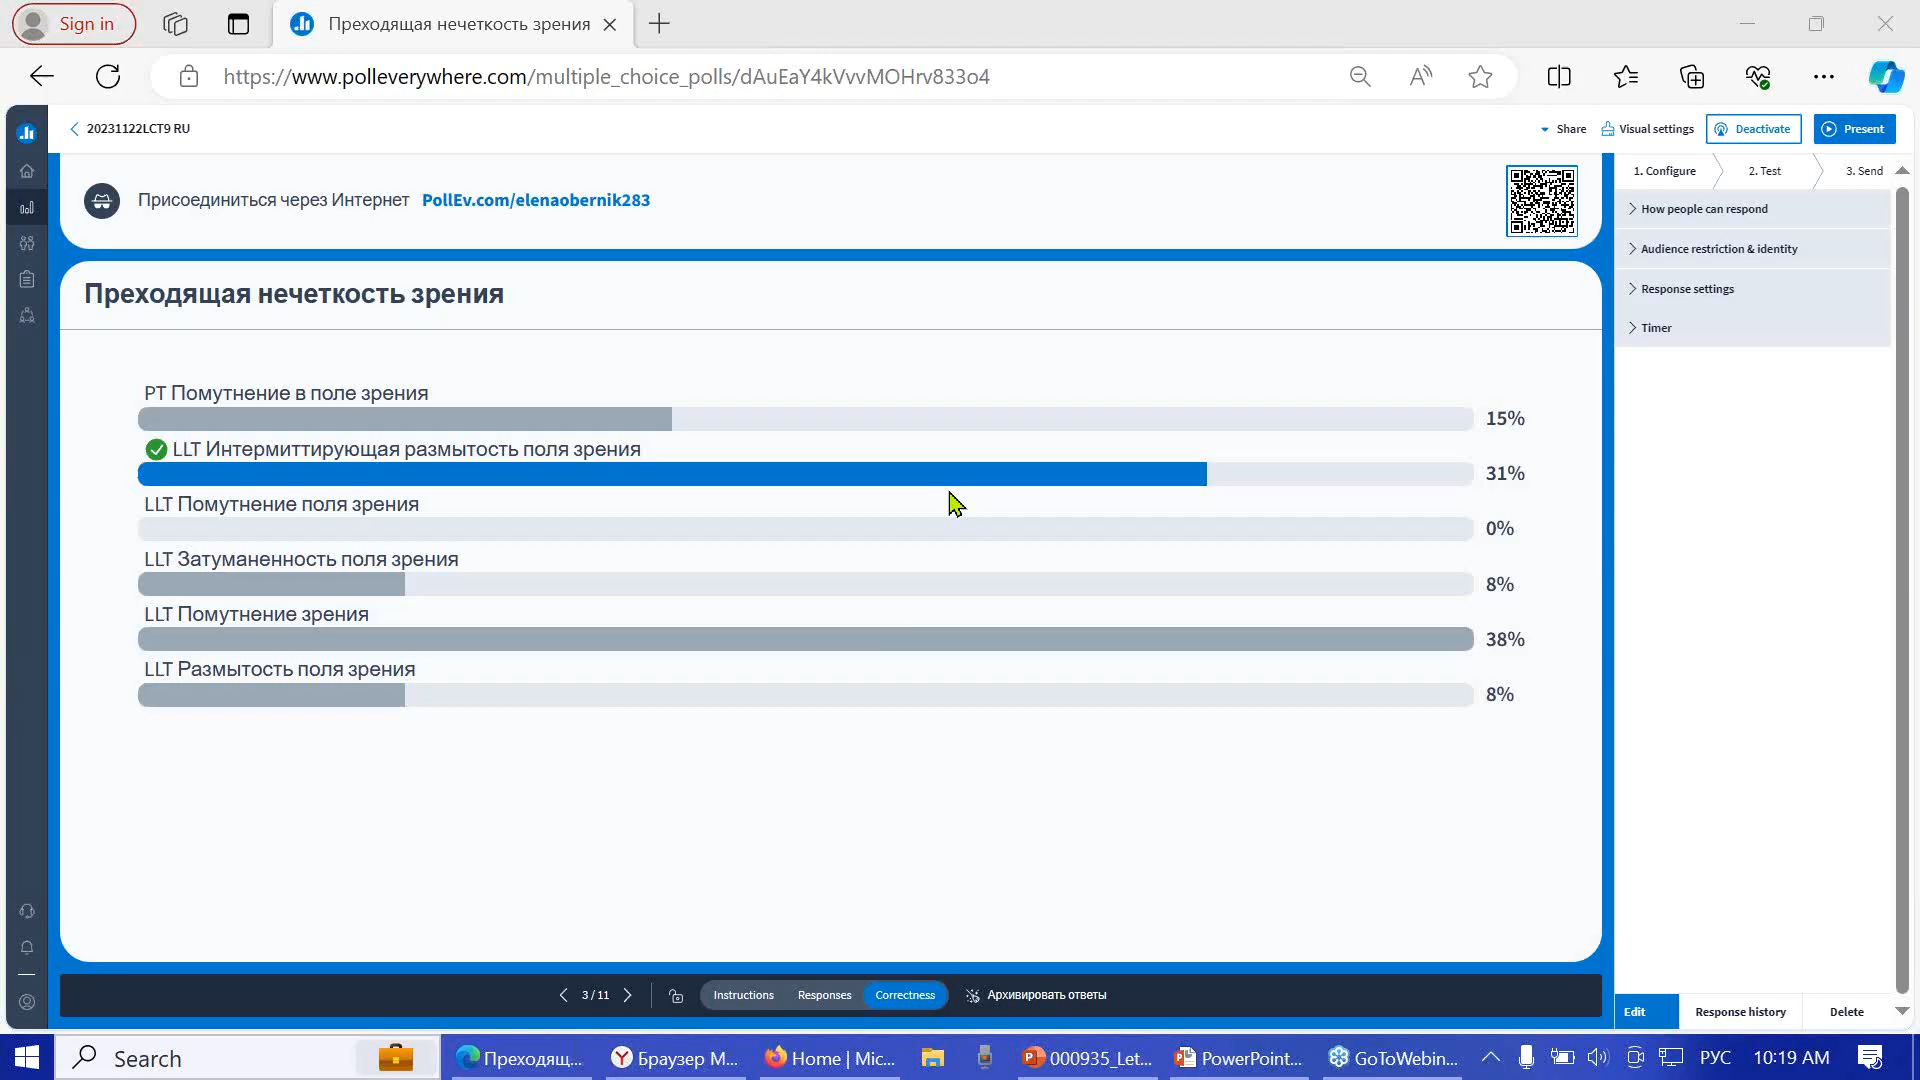 Sign in
Преходящая нечеткость зрения
https://www.polleverywhere.com/multiple_choice_polls/dAuEaY4kVvvMOHrv833o4
20231122LCT9 RU
Share
Visual settings
Deactivate
Present
Присоединиться через Интернет PollEv.com/elenaobernik283
1. Configure
2. Test
3. Send
How people can respond
Audience restriction & identity
Response settings
Timer
Преходящая нечеткость зрения
PT Помутнение в поле зрения
15%
LLT Интермиттирующая размытость поля зрения
31%
LLT Помутнение поля зрения
0%
LLT Затуманенность поля зрения
8%
LLT Помутнение зрения
38%
LLT Размытость поля зрения
8%
3 / 11
Instructions
Responses
Correctness
Архивировать ответы
Edit
Response history
Delete
Search
Преходящ...
Браузер М...
Home | Mic...
000935_Let...
PowerPoint...
GoToWebin...
РУС
10:19 AM